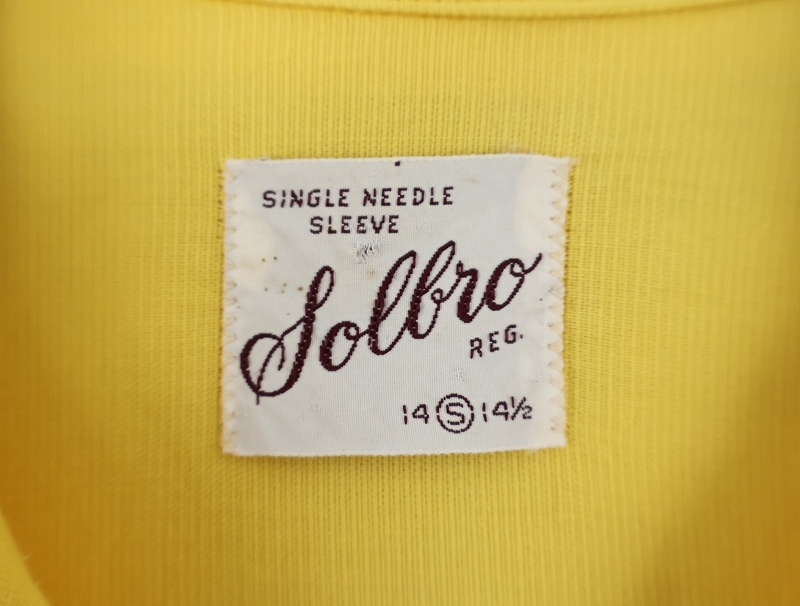 SINGLE NEEDLE
SLEEVE
Solbro
REG.
14 Ⓢ 14½